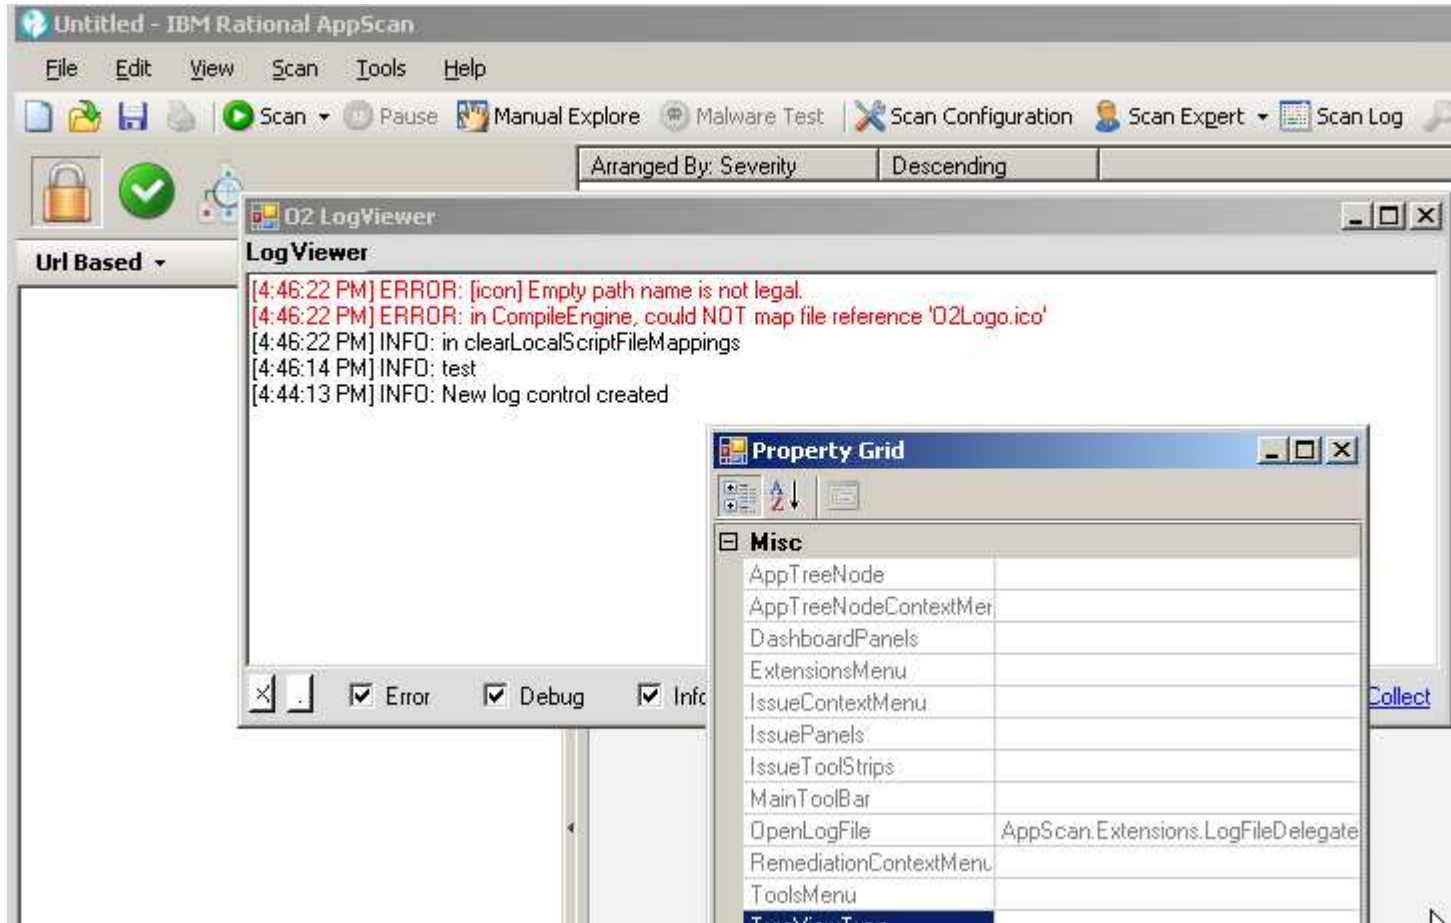 Untitled - IBM Rational AppScan
File Edit View Scan Tools Help
Scan Pause Manual Explore Malware Test Scan Configuration Scan Expert Scan Log
Arranged By: Severity Descending
O2 LogViewer
Url Based
Log Viewer
[4:46:22 PM] ERROR: [icon] Empty path name is not legal.
[4:46:22 PM] ERROR: in CompileEngine, could NOT map file reference 'O2Logo.ico'
[4:46:22 PM] INFO: in clearLocalScriptFileMappings
[4:46:14 PM] INFO: test
[4:44:13 PM] INFO: New log control created
Property Grid
Misc
AppTreeNode
AppTreeNodeContextMer
DashboardPanels
ExtensionsMenu
Error Debug Info
IssueContextMenu
Collect
IssuePanels
IssueToolStrips
MainToolBar
OpenLogFile AppScan.Extensions.LogFileDelegate
RemediationContextMenu
ToolsMenu